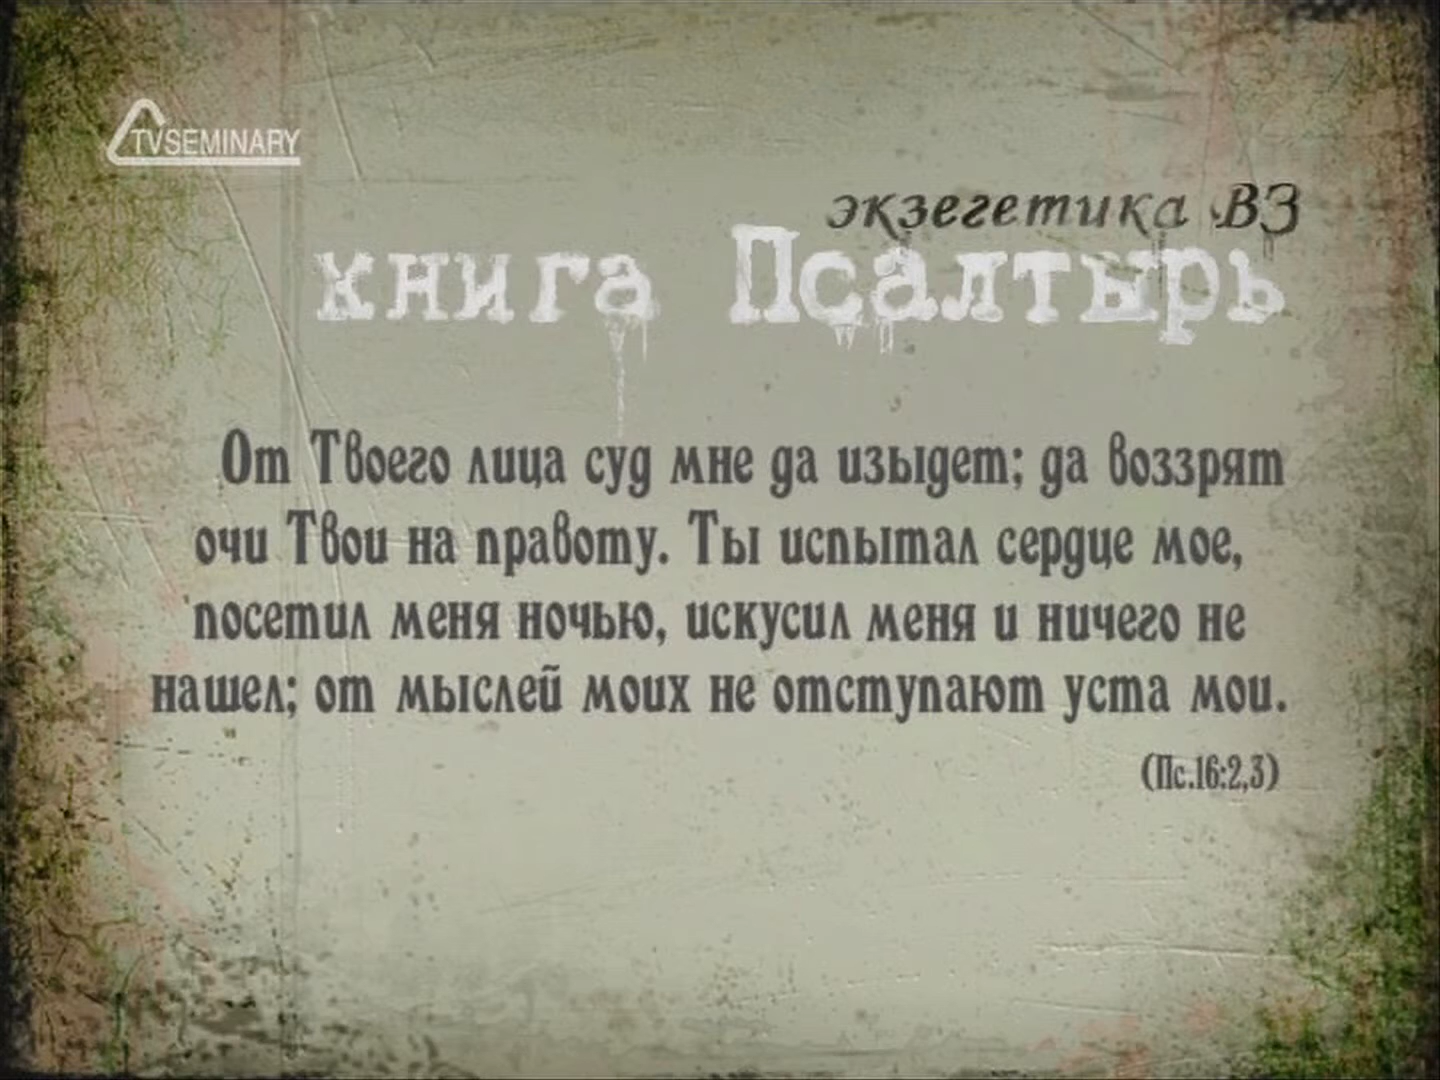 TVSEMINARY
экзегетика ВЗ
книга Псалтырь
От Твоего лица суд мне да изыдет; да воззрят
очи Твои на правоту. Ты испытал сердце мое,
посетил меня ночью, искусил меня и ничего не
нашел; от мыслей моих не отступают уста мои.
(Пс.16:2,3)